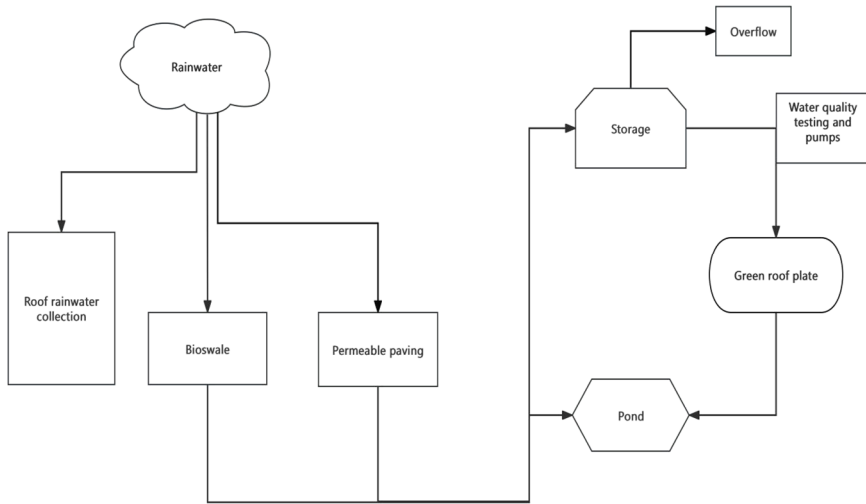 Overflow
Rainwater
Water quality
testing and
pumps
Storage
Green roof plate
Roof rainwater
collection
Bioswale
Permeable paving
Pond